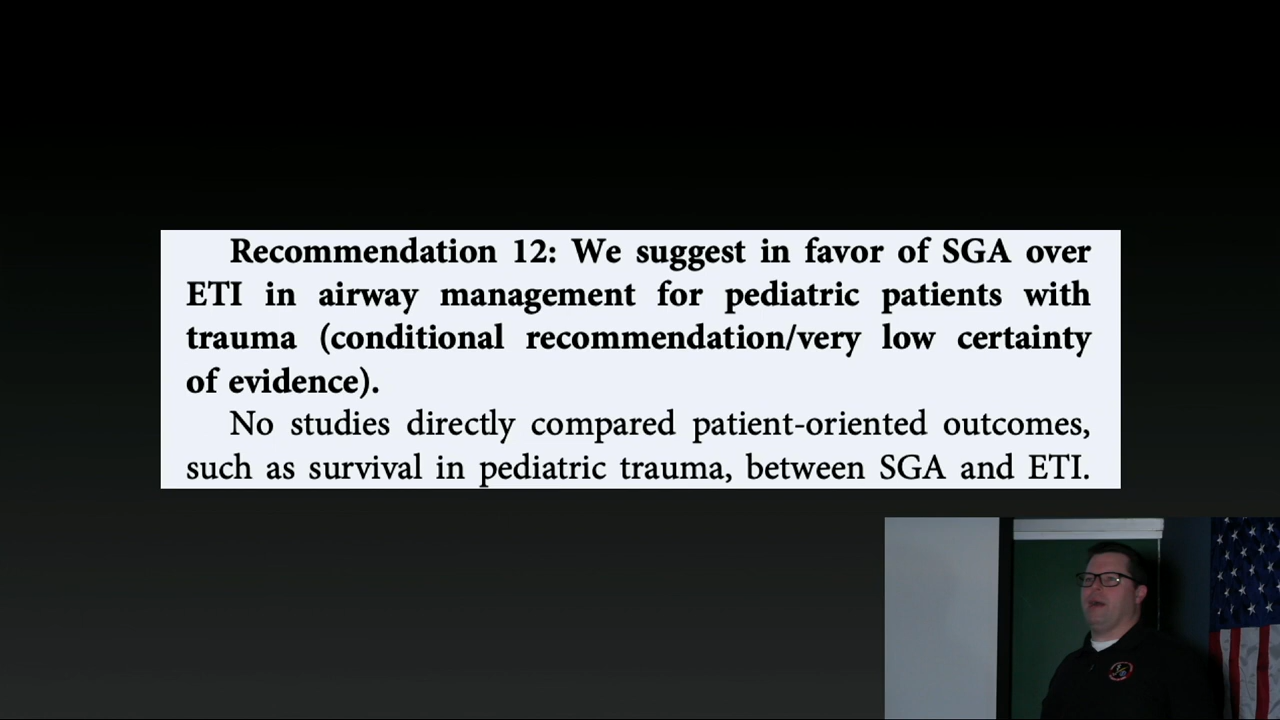 Recommendation 12: We suggest in favor of SGA over
ETI in airway management for pediatric patients with
trauma (conditional recommendation/very low certainty
of evidence).
No studies directly compared patient-oriented outcomes,
such as survival in pediatric trauma, between SGA and ETI.